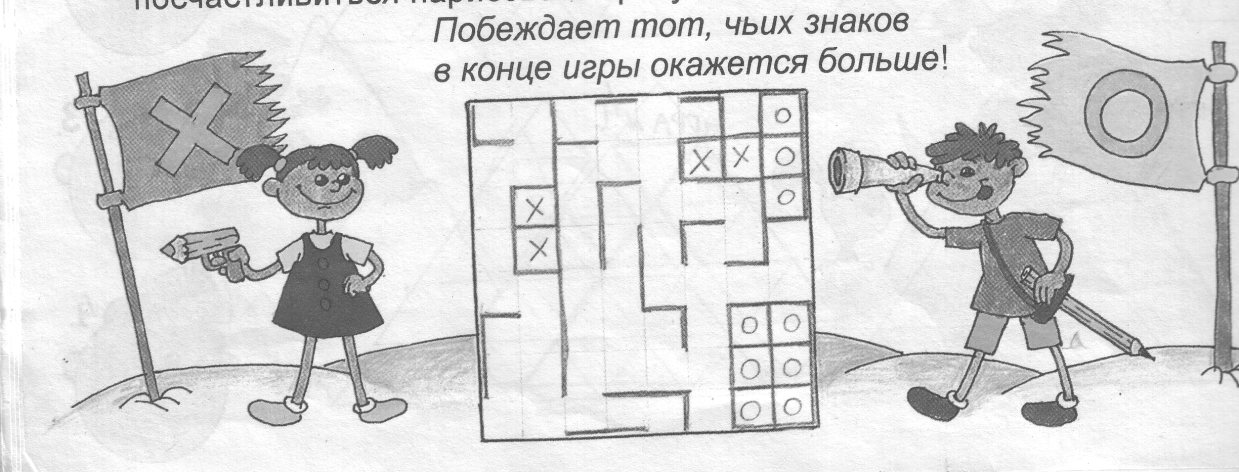 Побеждает тот, чьих знаков
в конце игры окажется больше!